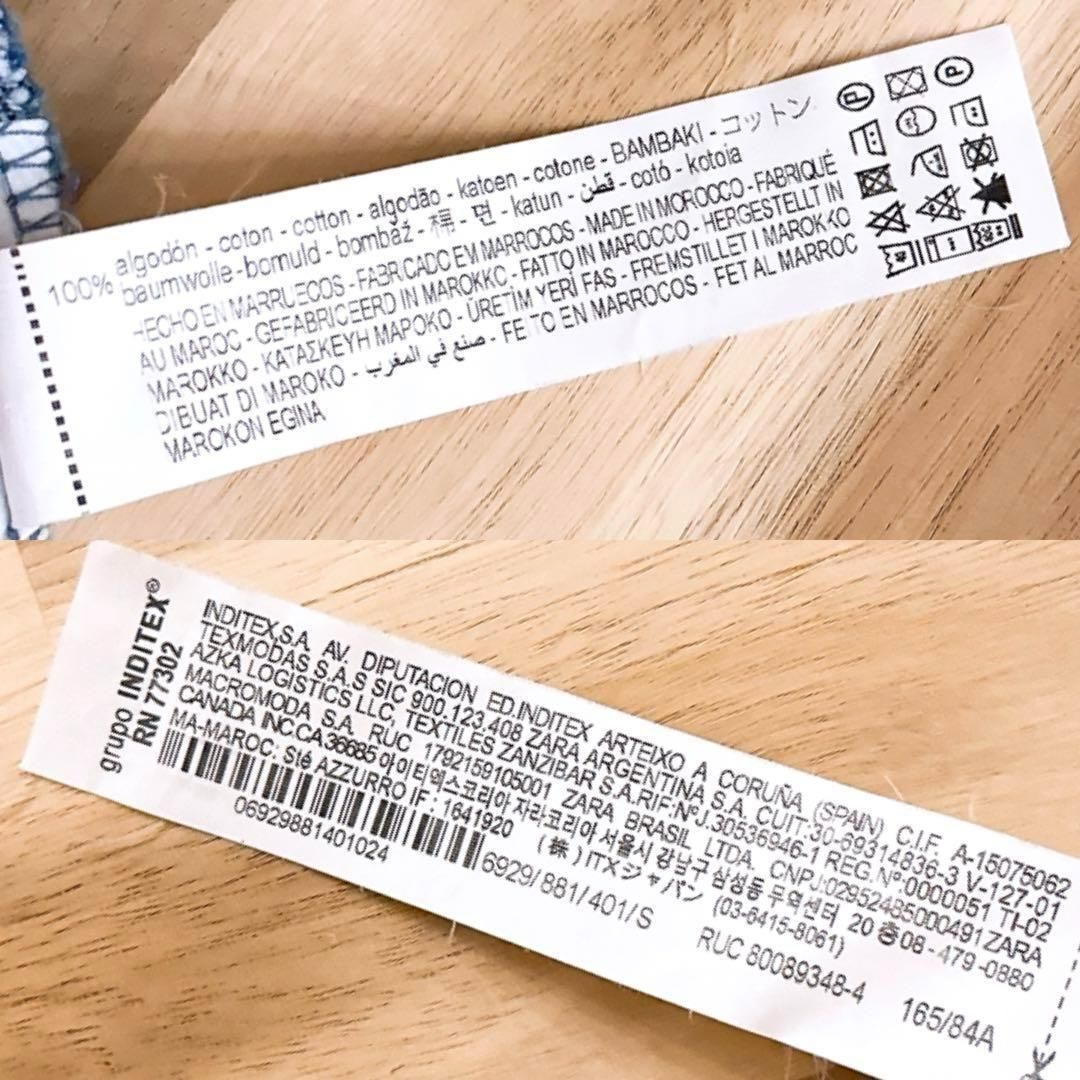 100% algodón - coton - cotton - algodão - katoen - cotone - BAMBAKI - コットン
baumwolle - bomuld - bombaž - 棉 - 면 - katun - قطن - cotó - kotoia
HECHO EN MARRUECOS - FABRICADO EM MARROCOS - MADE IN MOROCCO - FABRIQUÉ
AU MAROC - GEFABRICEERD IN MAROKKO - FATTO IN MAROCCO - HERGESTELLT IN
MAROKKO - ΚΑΤΑΣΚΕΥΗ ΜΑΡΟΚΟ - ÜRETİM YERİ FAS - FREMSTILLET I MAROKKO
DIBUAT DI MAROKO - صنع في المغرب - FEITO EN MARROCOS - FET AL MARROC
MAROKON EGINA
grupo INDITEX®
RN 77302
INDITEX,S.A. AV. DIPUTACION ED.INDITEX ARTEIXO A CORUÑA (SPAIN) C.I.F. A-15075062
TEXMODAS S.A.S SIC 900.123.408 ZARA ARGENTINA S.A. CUIT:30-69314836-3 V-127-01
AZKA LOGISTICS LLC, TEXTILES ZANZIBAR S.A.RIF:NºJ.30536946-1 REG.Nº:0000051 TI-02
MACROMODA S.A. RUC 1792159105001 ZARA BRASIL LTDA. CNPJ:02952485000491 ZARA
CANADA INC:CA36685 아이티엑스코리아 자라코리아 서울시 강남구 삼성동 무역센터 20층 08-479-0880
MA-MAROC: Sté AZZURRO IF: 1641920 (株)ITXジャパン (03-6415-8061)
06929881401024
6929/881/401/S
RUC 80089348-4
165/84A